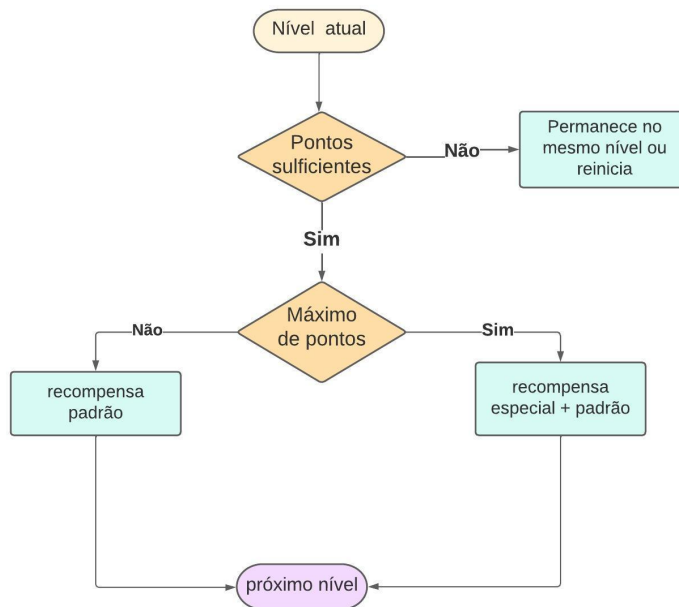 Nível atual
Pontos
sulficientes
Não
Permanece no
mesmo nível ou
reinicia
Sim
Máximo
de pontos
Não
Sim
recompensa
padrão
recompensa
especial + padrão
próximo nível